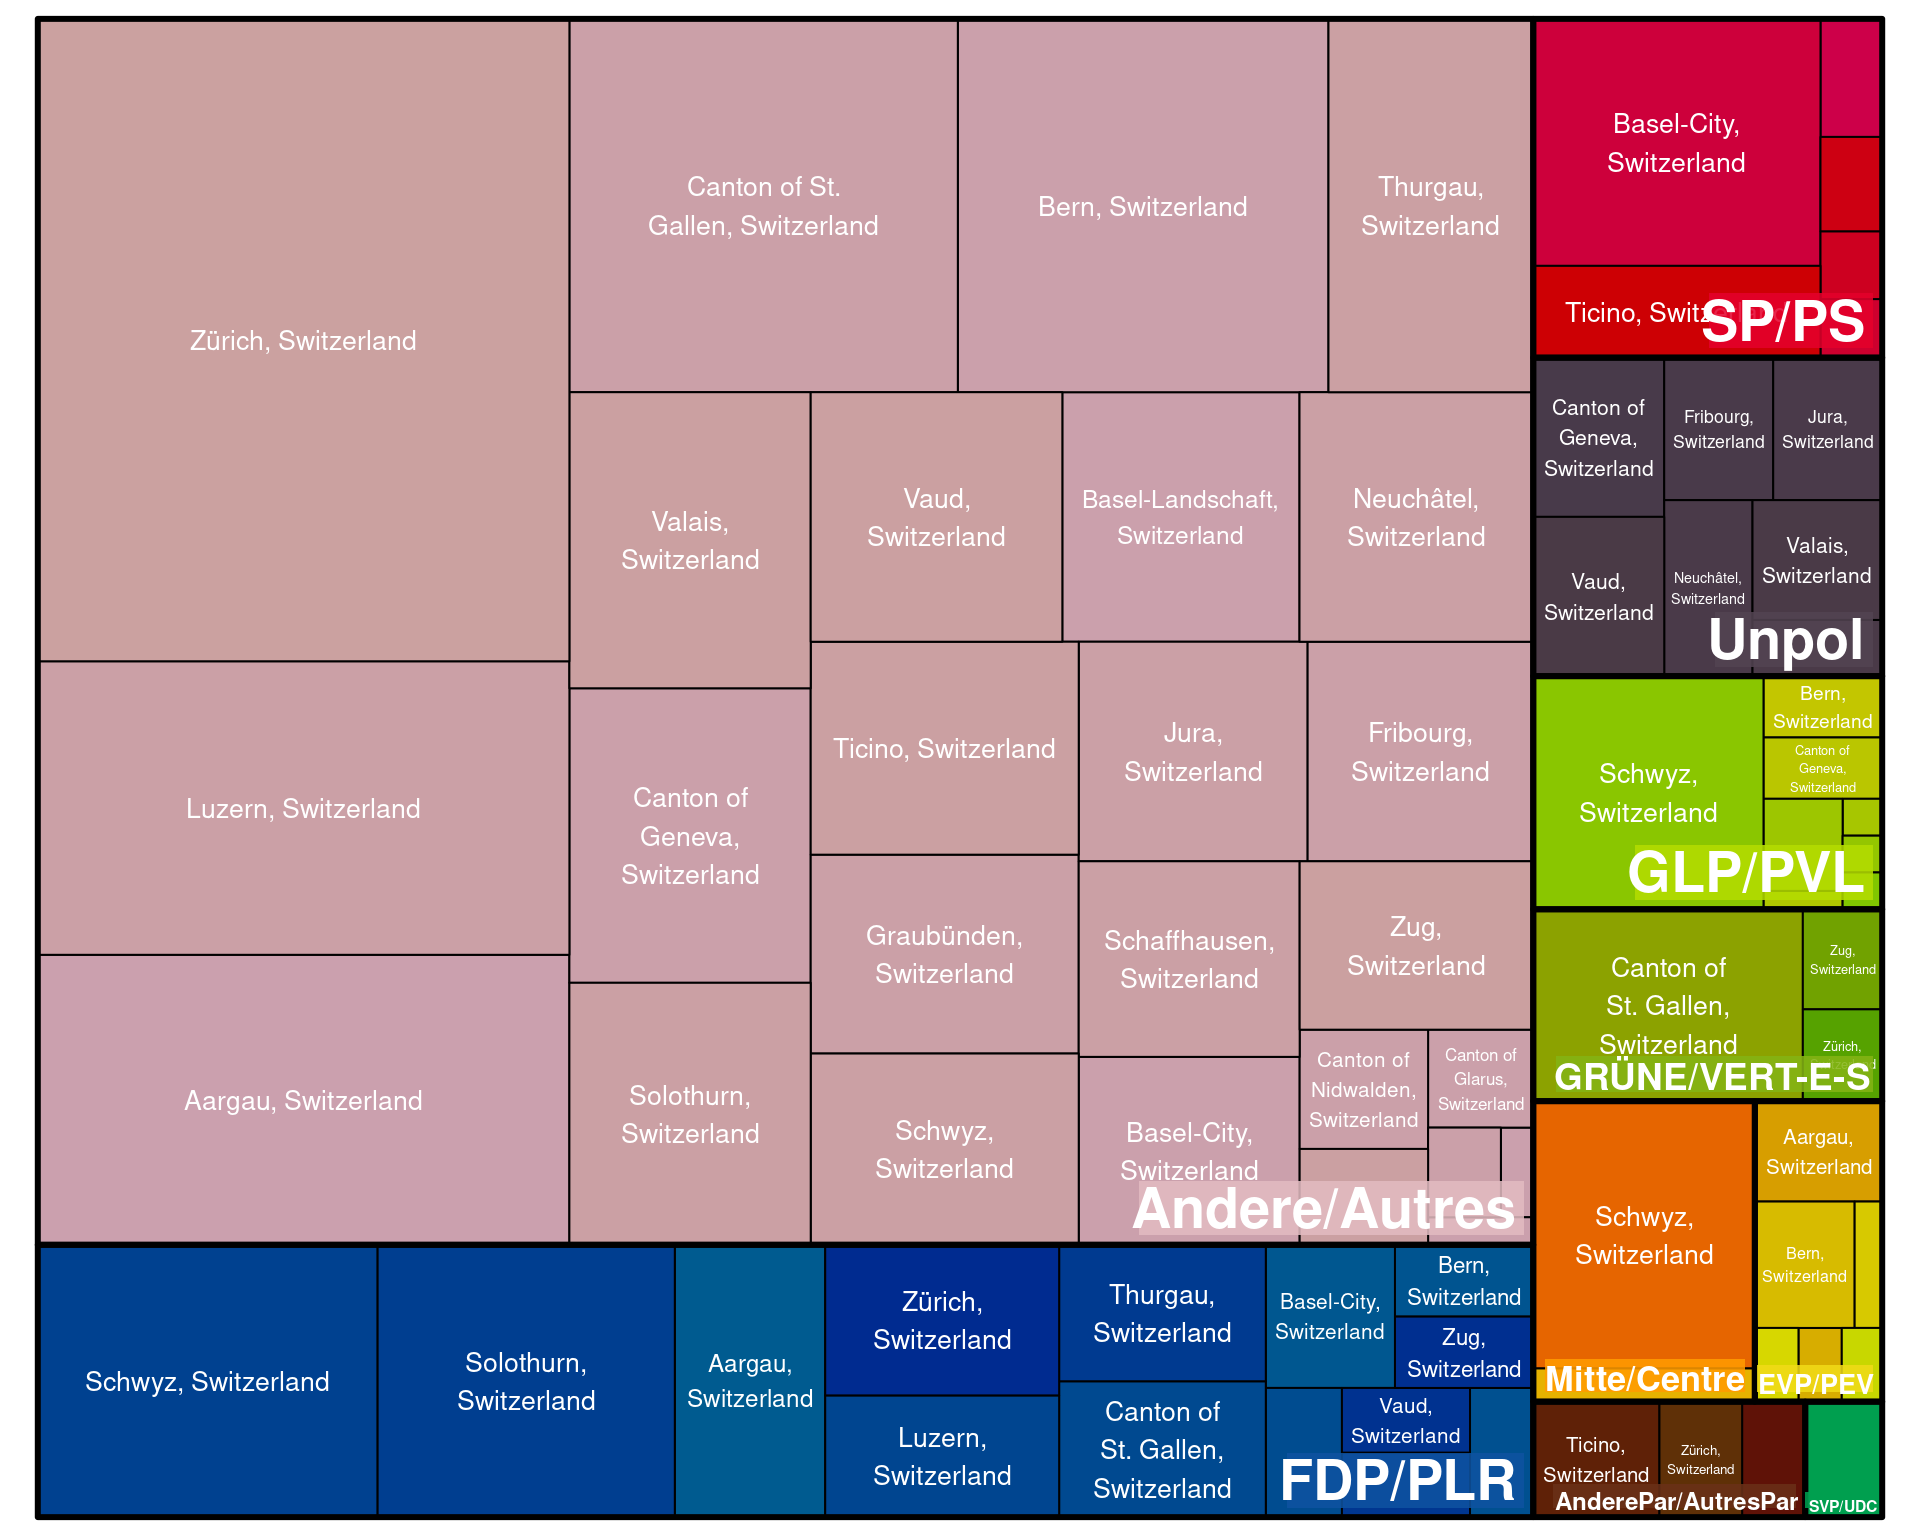 Zürich, Switzerland
Canton of St.
Gallen, Switzerland
Bern, Switzerland
Thurgau,
Switzerland
Luzern, Switzerland
Aargau, Switzerland
Valais,
Switzerland
Vaud,
Switzerland
Basel-Landschaft,
Switzerland
Neuchâtel,
Switzerland
Canton of
Geneva,
Switzerland
Solothurn,
Switzerland
Ticino, Switzerland
Jura,
Switzerland
Fribourg,
Switzerland
Graubünden,
Switzerland
Schaffhausen,
Switzerland
Zug,
Switzerland
Schwyz,
Switzerland
Basel-City,
Switzerland
Canton of
Nidwalden,
Switzerland
Canton of
Glarus,
Switzerland
Andere/Autres
Schwyz, Switzerland
Solothurn,
Switzerland
Aargau,
Switzerland
Zürich,
Switzerland
Luzern,
Switzerland
Thurgau,
Switzerland
Canton of
St. Gallen,
Switzerland
Basel-City,
Switzerland
Bern,
Switzerland
Zug,
Switzerland
Vaud,
Switzerland
FDP/PLR
Basel-City,
Switzerland
Ticino, Switzerland
SP/PS
Canton of
Geneva,
Switzerland
Fribourg,
Switzerland
Jura,
Switzerland
Vaud,
Switzerland
Neuchâtel,
Switzerland
Valais,
Switzerland
Unpol
Schwyz,
Switzerland
Bern,
Switzerland
Canton of
Geneva,
Switzerland
GLP/PVL
Canton of
St. Gallen,
Switzerland
Zug,
Switzerland
Zürich,
Switzerland
GRÜNE/VERT-E-S
Schwyz,
Switzerland
Mitte/Centre
Aargau,
Switzerland
Bern,
Switzerland
EVP/PEV
Ticino,
Switzerland
Zürich,
Switzerland
AnderePar/AutresPar
SVP/UDC